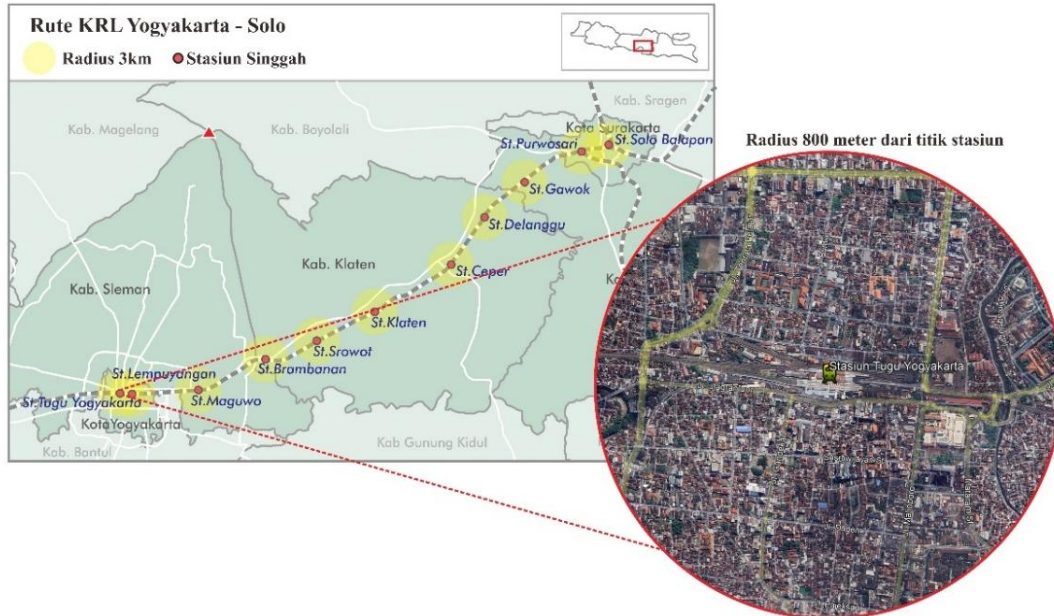 Rute KRL Yogyakarta - Solo
Radius 3km
Stasiun Singgah
Kab. Magelang
Kab. Boyolali
Kab. Sragen
Kota Surakarta
St.Purwosari
St.Solo Balapan
St.Gawok
St.Delanggu
Kab. Klaten
St.Ceper
Kab. Sleman
St.Klaten
St.Srowot
St.Brambanan
St.Lempuyangan
St.Maguwo
St.Tugu Yogyakarta
Kota Yogyakarta
Kab. Bantul
Kab Gunung Kidul
Radius 800 meter dari titik stasiun
Stasiun Tugu Yogyakarta